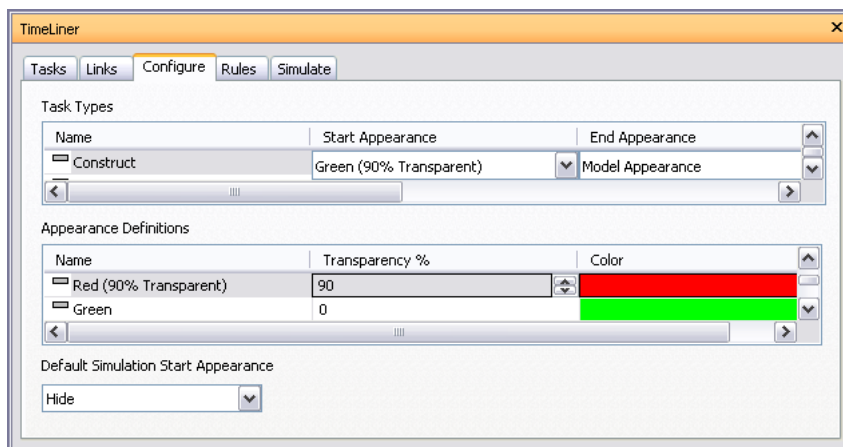 TimeLiner
Tasks Links Configure Rules Simulate
Task Types
Name Start Appearance End Appearance
Construct Green (90% Transparent) Model Appearance
Appearance Definitions
Name Transparency % Color
Red (90% Transparent) 90
Green 0
Default Simulation Start Appearance
Hide